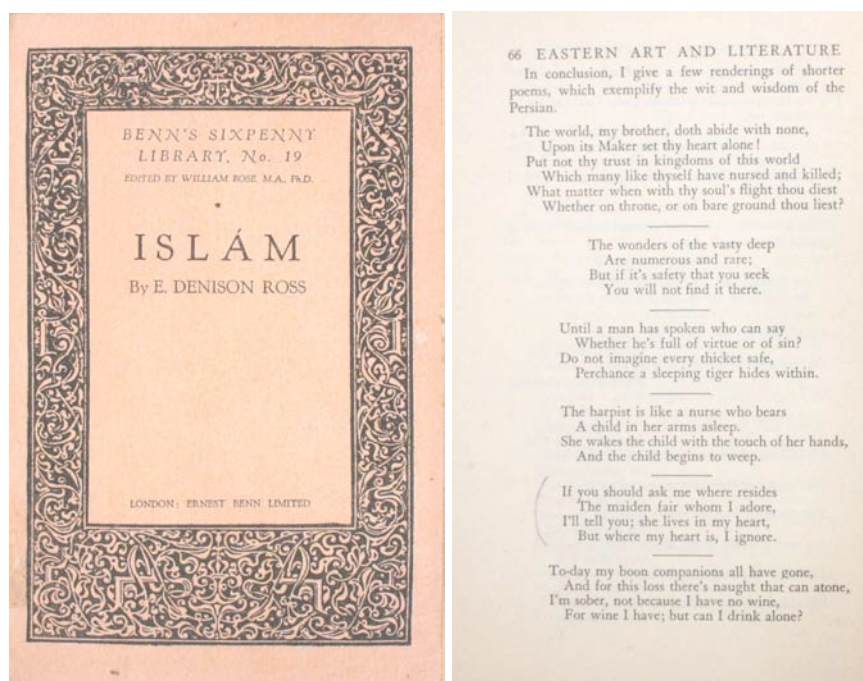 BENN'S SIXPENNY
LIBRARY, No. 19
EDITED BY WILLIAM ROSE M.A., Ph.D.
ISLÁM
By E. DENISON ROSS
LONDON: ERNEST BENN LIMITED
66 EASTERN ART AND LITERATURE
In conclusion, I give a few renderings of shorter
poems, which exemplify the wit and wisdom of the
Persian.
The world, my brother, doth abide with none,
Upon its Maker set thy heart alone!
Put not thy trust in kingdoms of this world
Which many like thyself have nursed and killed;
What matter when with thy soul's flight thou diest
Whether on throne, or on bare ground thou liest?
The wonders of the vasty deep
Are numerous and rare;
But if it's safety that you seek
You will not find it there.
Until a man has spoken who can say
Whether he's full of virtue or of sin?
Do not imagine every thicket safe,
Perchance a sleeping tiger hides within.
The harpist is like a nurse who bears
A child in her arms asleep.
She wakes the child with the touch of her hands,
And the child begins to weep.
If you should ask me where resides
The maiden fair whom I adore,
I'll tell you; she lives in my heart,
But where my heart is, I ignore.
To-day my boon companions all have gone,
And for this loss there's naught that can atone,
I'm sober, not because I have no wine,
For wine I have; but can I drink alone?